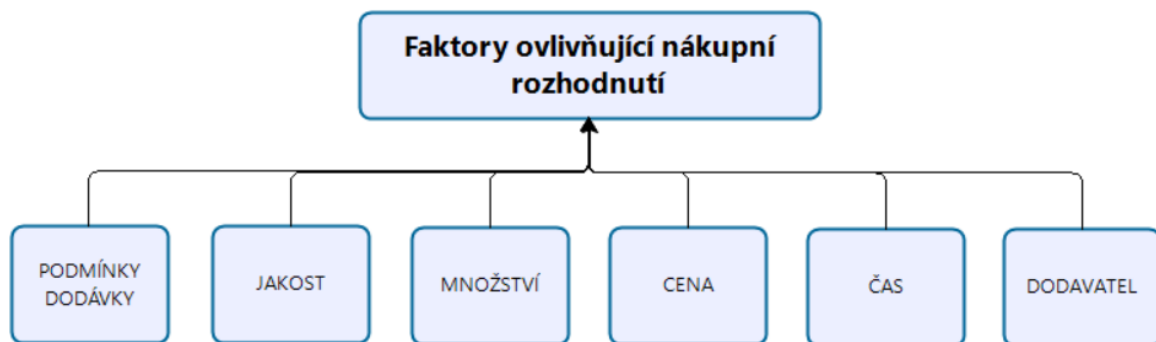 Faktory ovlivňující nákupní
rozhodnutí
PODMÍNKY
DODÁVKY
JAKOST
MNOŽSTVÍ
CENA
ČAS
DODAVATEL